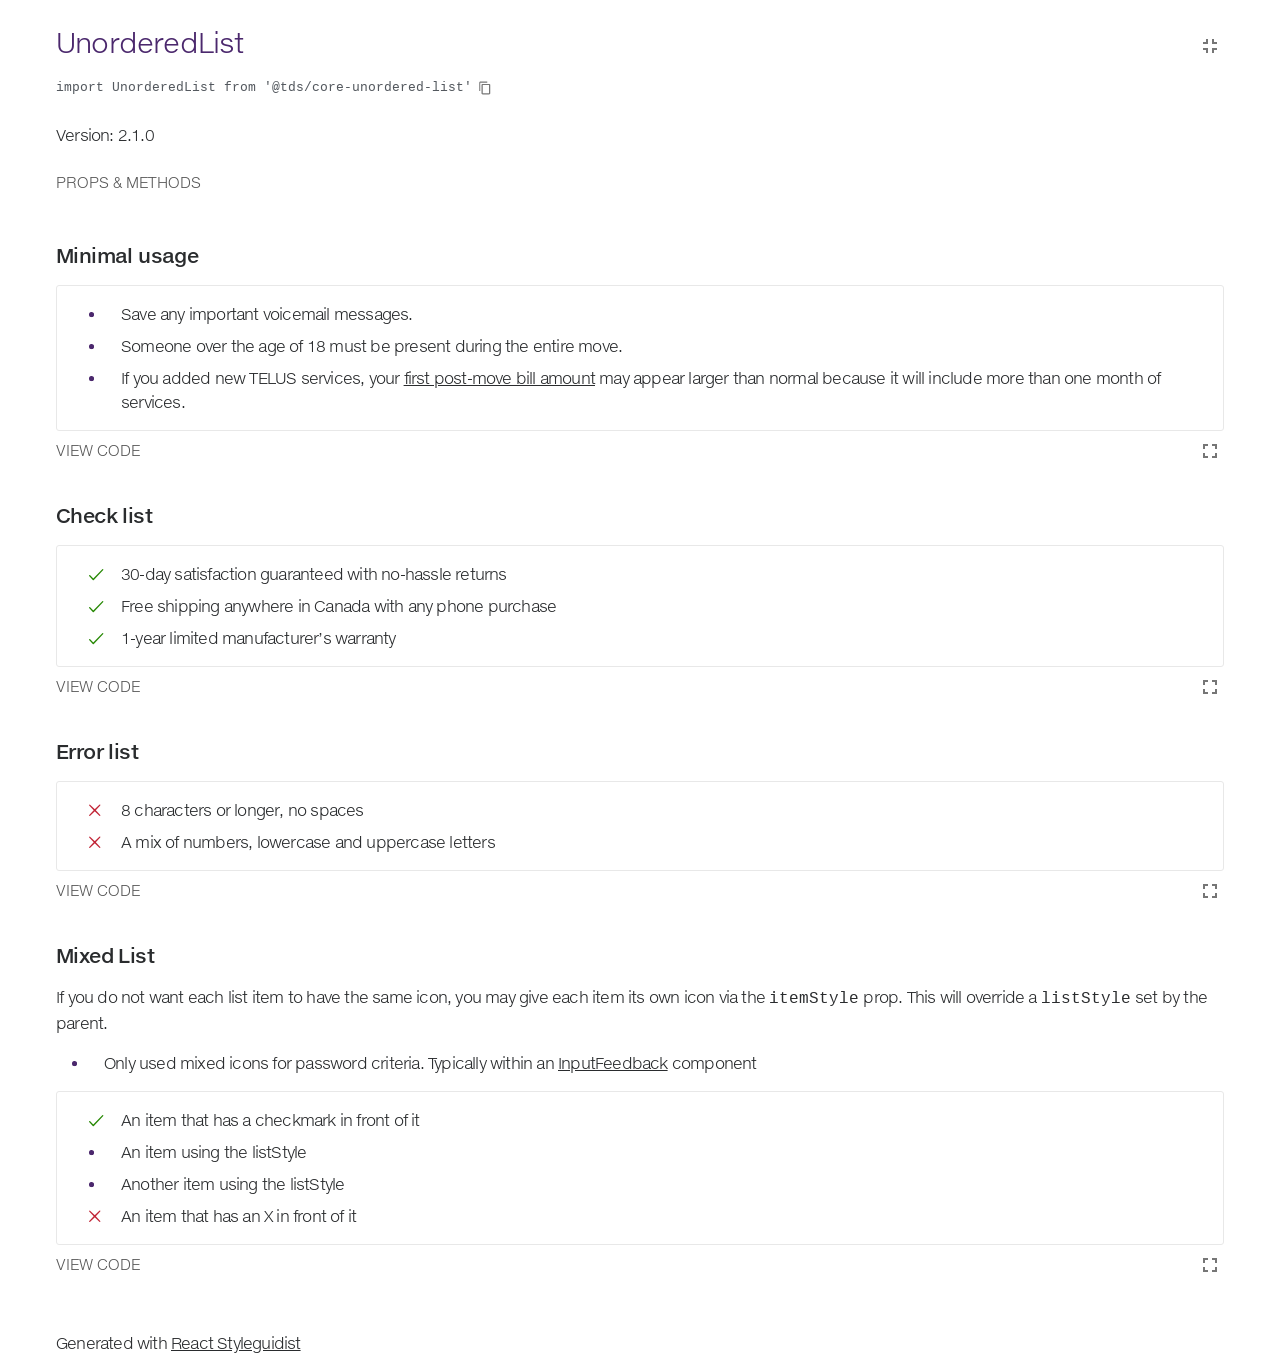 UnorderedList
import UnorderedList from '@tds/core-unordered-list'
Version: 2.1.0
PROPS & METHODS
Minimal usage
Save any important voicemail messages.
Someone over the age of 18 must be present during the entire move.
If you added new TELUS services, your first post-move bill amount may appear larger than normal because it will include more than one month of
services.
VIEW CODE
Check list
30-day satisfaction guaranteed with no-hassle returns
Free shipping anywhere in Canada with any phone purchase
1-year limited manufacturer's warranty
VIEW CODE
Error list
8 characters or longer, no spaces
A mix of numbers, lowercase and uppercase letters
VIEW CODE
Mixed List
If you do not want each list item to have the same icon, you may give each item its own icon via the itemStyle prop. This will override a listStyle set by the
parent.
Only used mixed icons for password criteria. Typically within an InputFeedback component
An item that has a checkmark in front of it
An item using the listStyle
Another item using the listStyle
An item that has an X in front of it
VIEW CODE
Generated with React Styleguidist